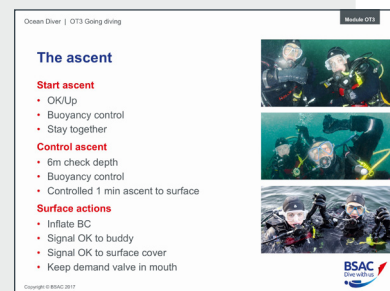 Ocean Diver | OT3 Going diving
Module OT3
The ascent
Start ascent
• OK/Up
• Buoyancy control
• Stay together
Control ascent
• 6m check depth
• Buoyancy control
• Controlled 1 min ascent to surface
Surface actions
• Inflate BC
• Signal OK to buddy
• Signal OK to surface cover
• Keep demand valve in mouth
BSAC
Dive with us
Copyright © BSAC 2017